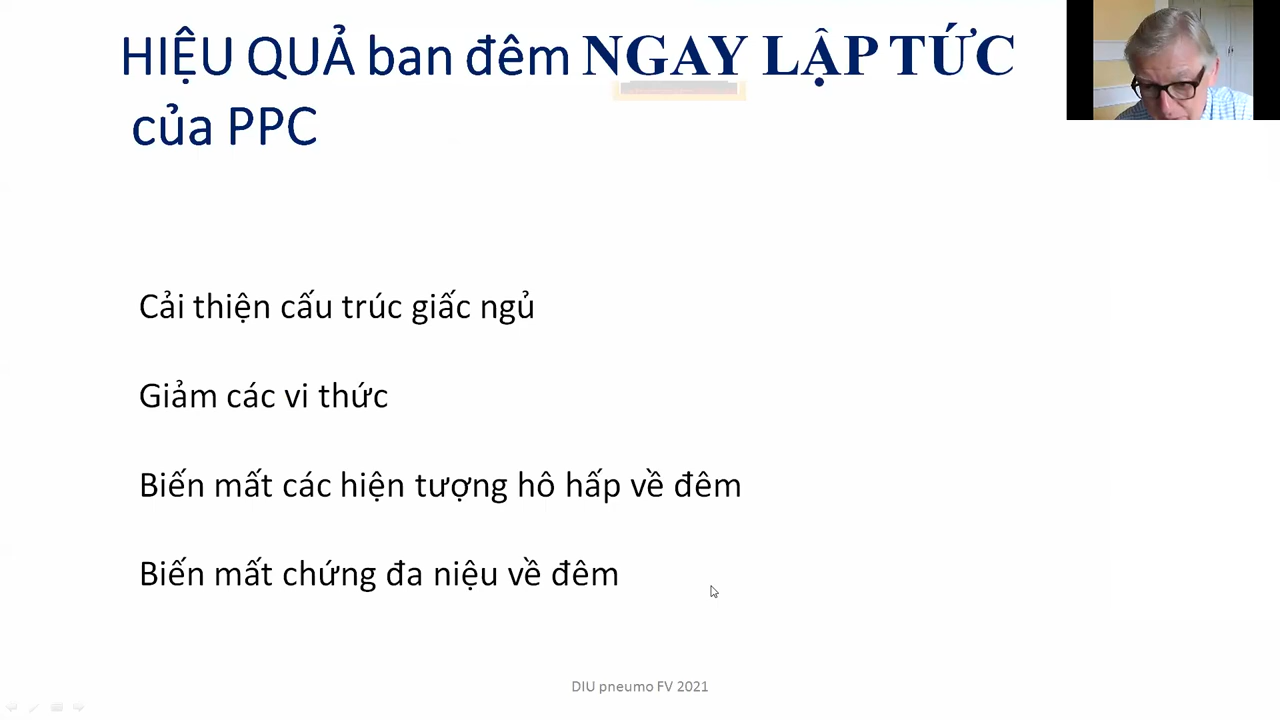 HIỆU QUẢ ban đêm NGAY LẬP TỨC
của PPC
Cải thiện cấu trúc giấc ngủ
Giảm các vi thức
Biến mất các hiện tượng hô hấp về đêm
Biến mất chứng đa niệu về đêm
DIU pneumo FV 2021